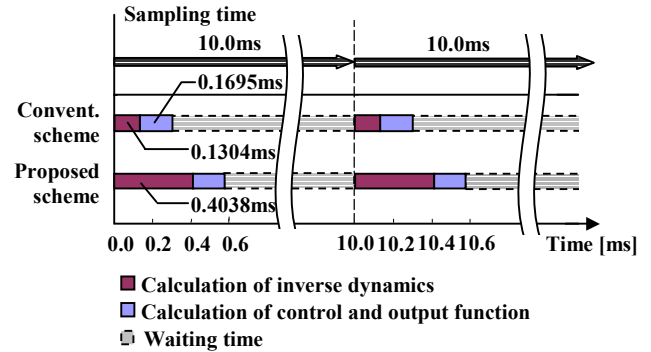 Sampling time
10.0ms
10.0ms
0.1695ms
Convent.
scheme
0.1304ms
Proposed
scheme
0.4038ms
0.0 0.2 0.4 0.6 10.0 10.2 10.4 10.6 Time [ms]
Calculation of inverse dynamics
Calculation of control and output function
Waiting time